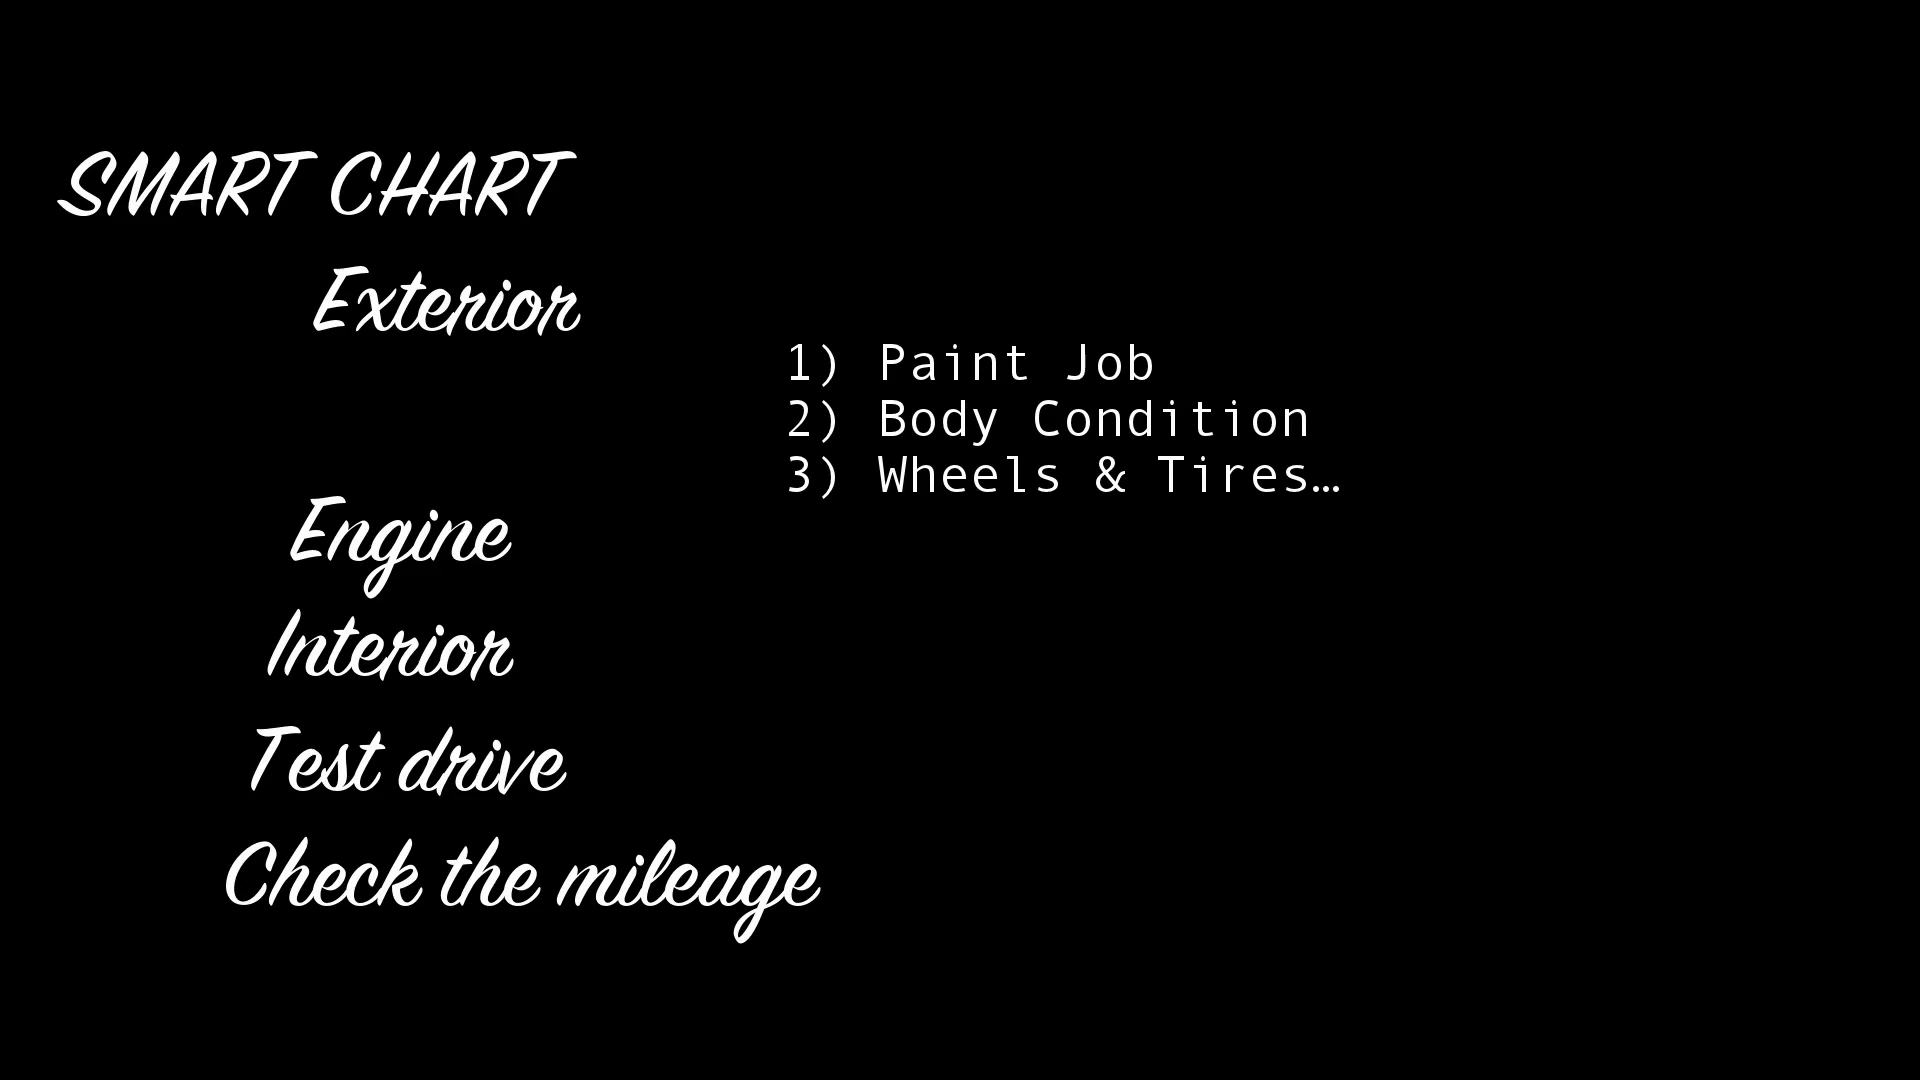 SMART CHART
Exterior
1) Paint Job
2) Body Condition
3) Wheels & Tires…
Engine
Interior
Test drive
Check the mileage